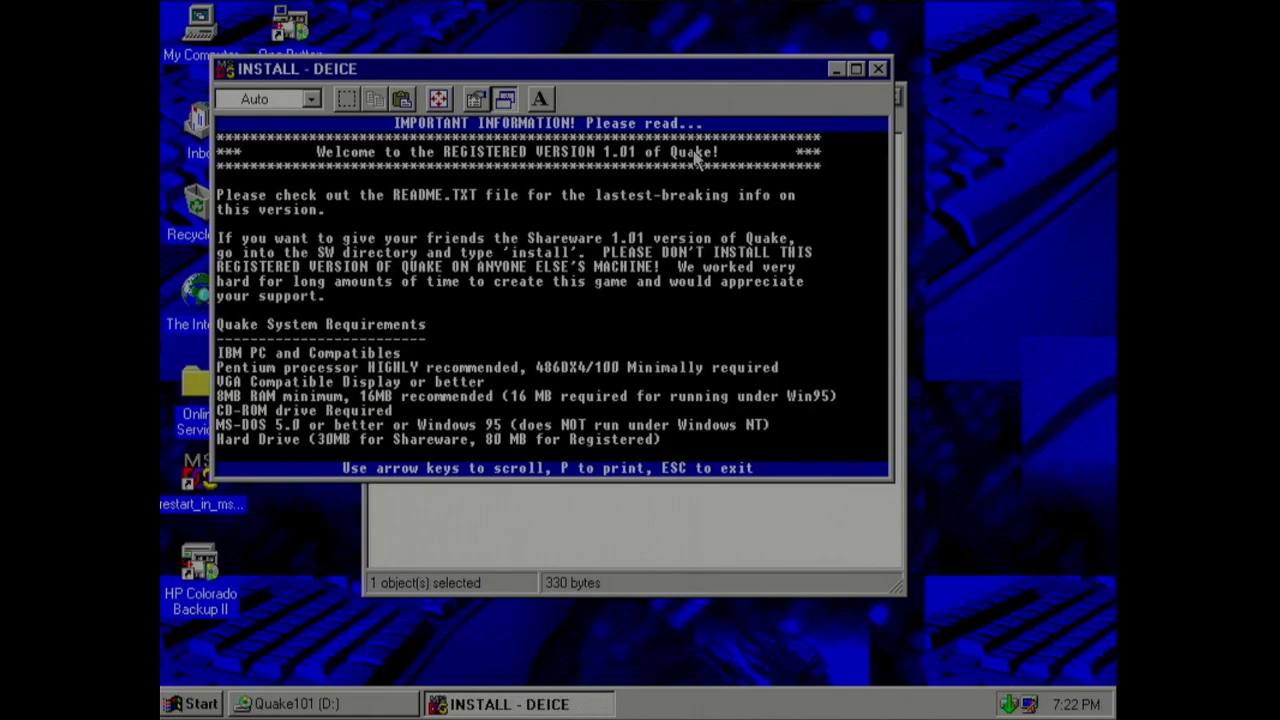 My Computer
INSTALL - DEICE
Auto
IMPORTANT INFORMATION! Please read...
*** Welcome to the REGISTERED VERSION 1.01 of Quake! ***
Please check out the README.TXT file for the lastest-breaking info on
this version.
If you want to give your friends the Shareware 1.01 version of Quake,
go into the SW directory and type 'install'. PLEASE DON'T INSTALL THIS
REGISTERED VERSION OF QUAKE ON ANYONE ELSE'S MACHINE! We worked very
hard for long amounts of time to create this game and would appreciate
your support.
Quake System Requirements
-------------------------
IBM PC and Compatibles
Pentium processor HIGHLY recommended, 486DX4/100 Minimally required
VGA Compatible Display or better
8MB RAM minimum, 16MB recommended (16 MB required for running under Win95)
CD-ROM drive Required
MS-DOS 5.0 or better or Windows 95 (does NOT run under Windows NT)
Hard Drive (30MB for Shareware, 80 MB for Registered)
Use arrow keys to scroll, P to print, ESC to exit
Inbo
Recycl
The Int
Onlin
Servic
restart_in_ms...
HP Colorado
Backup II
1 object(s) selected
330 bytes
Start
Quake101 (D:)
INSTALL - DEICE
7:22 PM